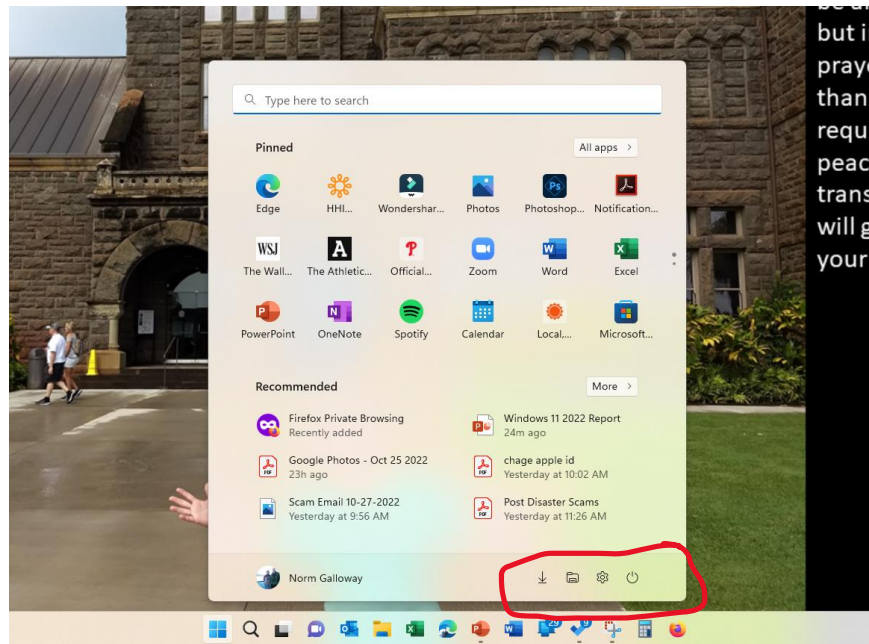 but i
pray
than
requ
peac
trans
will g
your
Type here to search
Pinned
All apps
Edge
HHI...
Wondershar...
Photos
Photoshop...
Notification...
The Wall...
The Athletic...
Official...
Zoom
Word
Excel
PowerPoint
OneNote
Spotify
Calendar
Local,...
Microsoft...
Recommended
More
Firefox Private Browsing
Recently added
Windows 11 2022 Report
24m ago
Google Photos - Oct 25 2022
23h ago
chage apple id
Yesterday at 10:02 AM
Scam Email 10-27-2022
Yesterday at 9:56 AM
Post Disaster Scams
Yesterday at 11:26 AM
Norm Galloway
29
9